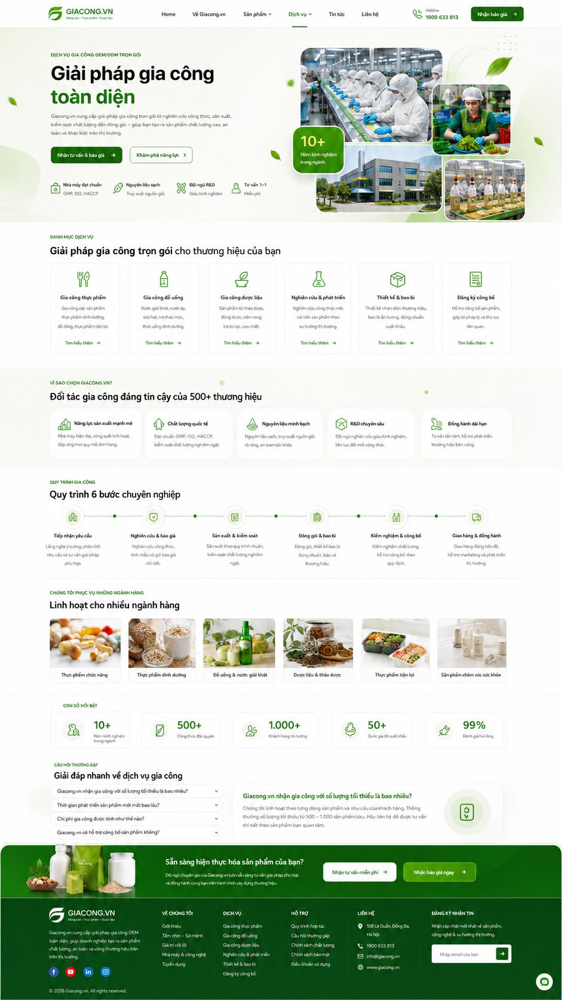 GIACONG.VN
Nông sản - Thực phẩm - Dược liệu
Home
Về Giacong.vn
Sản phẩm
Dịch vụ
Tin tức
Liên hệ
Hotline
1900 633 813
Nhận báo giá
DỊCH VỤ GIA CÔNG OEM/ODM TRỌN GÓI
Giải pháp gia công
toàn diện
Giacong.vn cung cấp giải pháp gia công trọn gói từ nghiên cứu công thức, sản xuất,
kiểm soát chất lượng đến đóng gói – giúp bạn tạo ra sản phẩm chất lượng cao, an
toàn và khác biệt trên thị trường.
Nhận tư vấn & báo giá
Khám phá năng lực
10+
Năm kinh nghiệm
trong ngành
Nhà máy đạt chuẩn
GMP, ISO, HACCP
Nguyên liệu sạch
Truy xuất nguồn gốc
Đội ngũ R&D
Giàu kinh nghiệm
Tư vấn 1–1
Miễn phí
DANH MỤC DỊCH VỤ
Giải pháp gia công trọn gói cho thương hiệu của bạn
Gia công thực phẩm
Gia công các sản phẩm
thực phẩm dinh dưỡng,
đồ đóng, thực phẩm tiện lợi.
Tìm hiểu thêm
Gia công đồ uống
Nước giải khát, nước ép,
sữa hạt, trà thảo mộc,
thức uống dinh dưỡng.
Tìm hiểu thêm
Gia công dược liệu
Sản phẩm từ thảo dược,
đông dược, viên nang,
trà túi lọc, cao chiết.
Tìm hiểu thêm
Nghiên cứu & phát triển
Nghiên cứu công thức mới,
cải tiến sản phẩm theo
xu hướng thị trường.
Tìm hiểu thêm
Thiết kế & bao bì
Thiết kế nhận diện thương hiệu,
bao bì ấn tượng, đúng chuẩn
xuất khẩu.
Tìm hiểu thêm
Đăng ký công bố
Hỗ trợ công bố sản phẩm,
giấy tờ pháp lý và thủ tục
liên quan.
Tìm hiểu thêm
VÌ SAO CHỌN GIACONG.VN?
Đối tác gia công đáng tin cậy của 500+ thương hiệu
Năng lực sản xuất mạnh mẽ
Nhà máy hiện đại, công suất linh hoạt,
đáp ứng mọi quy mô đơn hàng.
Chất lượng quốc tế
Đạt chuẩn GMP, ISO, HACCP,
kiểm soát chất lượng nghiêm ngặt.
Nguyên liệu minh bạch
Nguyên liệu sạch, truy xuất nguồn gốc
rõ ràng, an toàn sức khỏe.
R&D chuyên sâu
Đội ngũ nghiên cứu giàu kinh nghiệm,
liên tục đổi mới công thức.
Đồng hành dài hạn
Tư vấn tận tâm, hỗ trợ phát triển
thương hiệu bền vững.
QUY TRÌNH GIA CÔNG
Quy trình 6 bước chuyên nghiệp
Tiếp nhận yêu cầu
Lắng nghe ý tưởng, phân tích
nhu cầu và tư vấn giải pháp
phù hợp.
Nghiên cứu & báo giá
Nghiên cứu công thức,
tính mẫu và gửi báo giá
chi tiết.
Sản xuất & kiểm soát
Sản xuất theo quy trình chuẩn,
kiểm soát chất lượng nghiêm
ngặt.
Đóng gói & bao bì
Đóng gói, thiết kế bao bì
đúng chuẩn, bảo vệ
thương hiệu.
Kiểm nghiệm & công bố
Kiểm nghiệm chất lượng,
hỗ trợ công bố theo
quy định.
Giao hàng & đồng hành
Giao hàng đúng tiến độ,
hỗ trợ marketing và phát triển
thị trường.
CHÚNG TÔI PHỤC VỤ NHỮNG NGÀNH HÀNG
Linh hoạt cho nhiều ngành hàng
Thực phẩm chức năng
Thực phẩm dinh dưỡng
Đồ uống & nước giải khát
Dược liệu & thảo dược
Thực phẩm tiện lợi
Sản phẩm chăm sóc sức khỏe
CON SỐ NỔI BẬT
10+
Năm kinh nghiệm
trong ngành
500+
Công thức độc quyền
1.000+
Khách hàng tin tưởng
50+
Quốc gia đã xuất khẩu
99%
Đánh giá hài lòng
CÂU HỎI THƯỜNG GẶP
Giải đáp nhanh về dịch vụ gia công
Giacong.vn nhận gia công với số lượng tối thiểu là bao nhiêu?
Thời gian phát triển sản phẩm mới mất bao lâu?
Chi phí gia công được tính như thế nào?
Giacong.vn có hỗ trợ công bố sản phẩm không?
Giacong.vn nhận gia công với số lượng tối thiểu là bao nhiêu?
Chúng tôi linh hoạt theo từng dòng sản phẩm và nhu cầu của khách hàng. Thông
thường số lượng tối thiểu từ 500 – 1.000 sản phẩm/sku. Hãy liên hệ để được tư vấn
chi tiết theo sản phẩm bạn quan tâm.
Sẵn sàng hiện thực hóa sản phẩm của bạn?
Đội ngũ chuyên gia của Giacong.vn luôn sẵn sàng tư vấn giải pháp phù hợp
và đồng hành cùng bạn trên hành trình xây dựng thương hiệu.
Nhận tư vấn miễn phí
Nhận báo giá ngay
GIACONG.VN
Nông sản - Thực phẩm - Dược liệu
Giacong.vn cung cấp giải pháp gia công OEM
toàn diện, giúp doanh nghiệp tạo ra sản phẩm
chất lượng, an toàn và vững thương hiệu trên
trên thị trường.
© 2026 Giacong.vn. All rights reserved.
VỀ CHÚNG TÔI
Giới thiệu
Tầm nhìn – Sứ mệnh
Giá trị cốt lõi
Nhà máy & công nghệ
Tuyển dụng
DỊCH VỤ
Gia công thực phẩm
Gia công đồ uống
Gia công dược liệu
Nghiên cứu & phát triển
Thiết kế & bao bì
Đăng ký công bố
HỖ TRỢ
Quy trình hợp tác
Câu hỏi thường gặp
Chính sách chất lượng
Chính sách bảo mật
Điều khoản sử dụng
LIÊN HỆ
108 Lê Duẩn, Đống Đa,
Hà Nội
1900 633 813
info@giacong.vn
www.giacong.vn
ĐĂNG KÝ NHẬN TIN
Nhận cập nhật mới nhất về sản phẩm,
công nghệ & xu hướng thị trường.
Nhập email của bạn